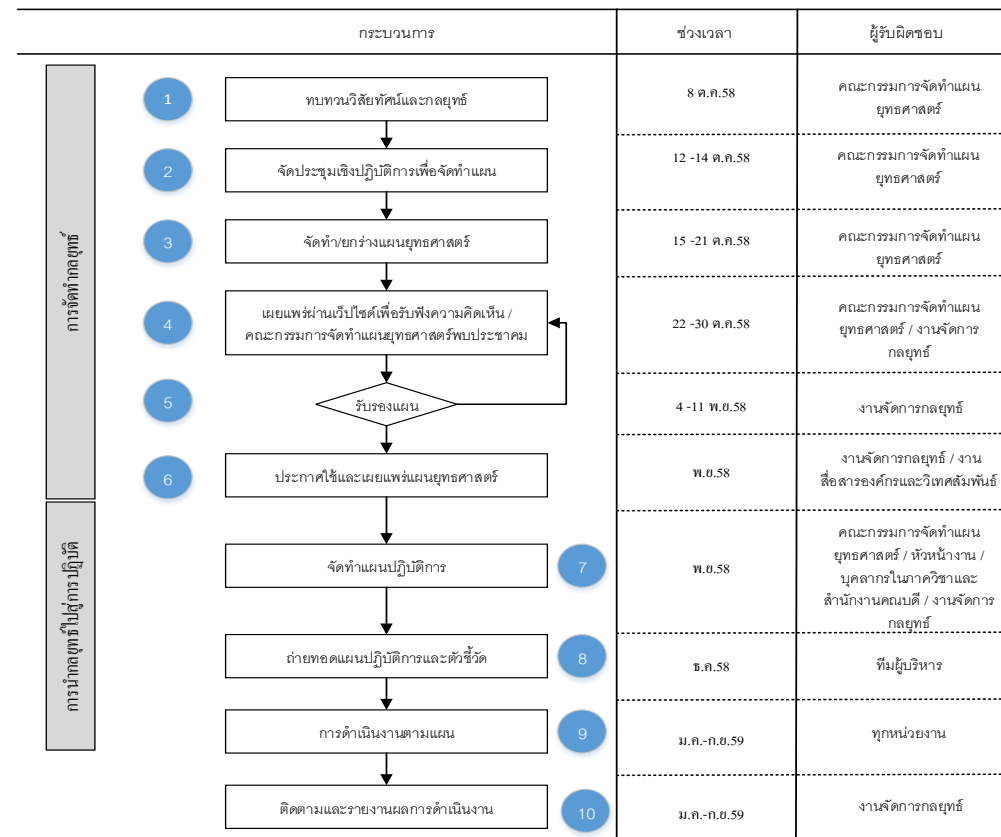 กระบวนการ
ช่วงเวลา
ผู้รับผิดชอบ
การจัดทำกลยุทธ์
1
ทบทวนวิสัยทัศน์และกลยุทธ์
8 ต.ค.58
คณะกรรมการจัดทำแผน
ยุทธศาสตร์
2
จัดประชุมเชิงปฏิบัติการเพื่อจัดทำแผน
12 -14 ต.ค.58
คณะกรรมการจัดทำแผน
ยุทธศาสตร์
3
จัดทำ/ยกร่างแผนยุทธศาสตร์
15 -21 ต.ค.58
คณะกรรมการจัดทำแผน
ยุทธศาสตร์
4
เผยแพร่ผ่านเว็ปไซด์เพื่อรับฟังความคิดเห็น /
คณะกรรมการจัดทำแผนยุทธศาสตร์พบประชาคม
22 -30 ต.ค.58
คณะกรรมการจัดทำแผน
ยุทธศาสตร์ / งานจัดการ
กลยุทธ์
5
รับรองแผน
4 -11 พ.ย.58
งานจัดการกลยุทธ์
6
ประกาศใช้และเผยแพร่แผนยุทธศาสตร์
พ.ย.58
งานจัดการกลยุทธ์ / งาน
สื่อสารองค์กรและวิเทศสัมพันธ์
การนำกลยุทธ์ไปสู่การปฏิบัติ
จัดทำแผนปฏิบัติการ
7
พ.ย.58
คณะกรรมการจัดทำแผน
ยุทธศาสตร์ / หัวหน้างาน /
บุคลากรในภาควิชาและ
สำนักงานคณบดี / งานจัดการ
กลยุทธ์
ถ่ายทอดแผนปฏิบัติการและตัวชี้วัด
8
ธ.ค.58
ทีมผู้บริหาร
การดำเนินงานตามแผน
9
ม.ค.-ก.ย.59
ทุกหน่วยงาน
ติดตามและรายงานผลการดำเนินงาน
10
ม.ค.-ก.ย.59
งานจัดการกลยุทธ์